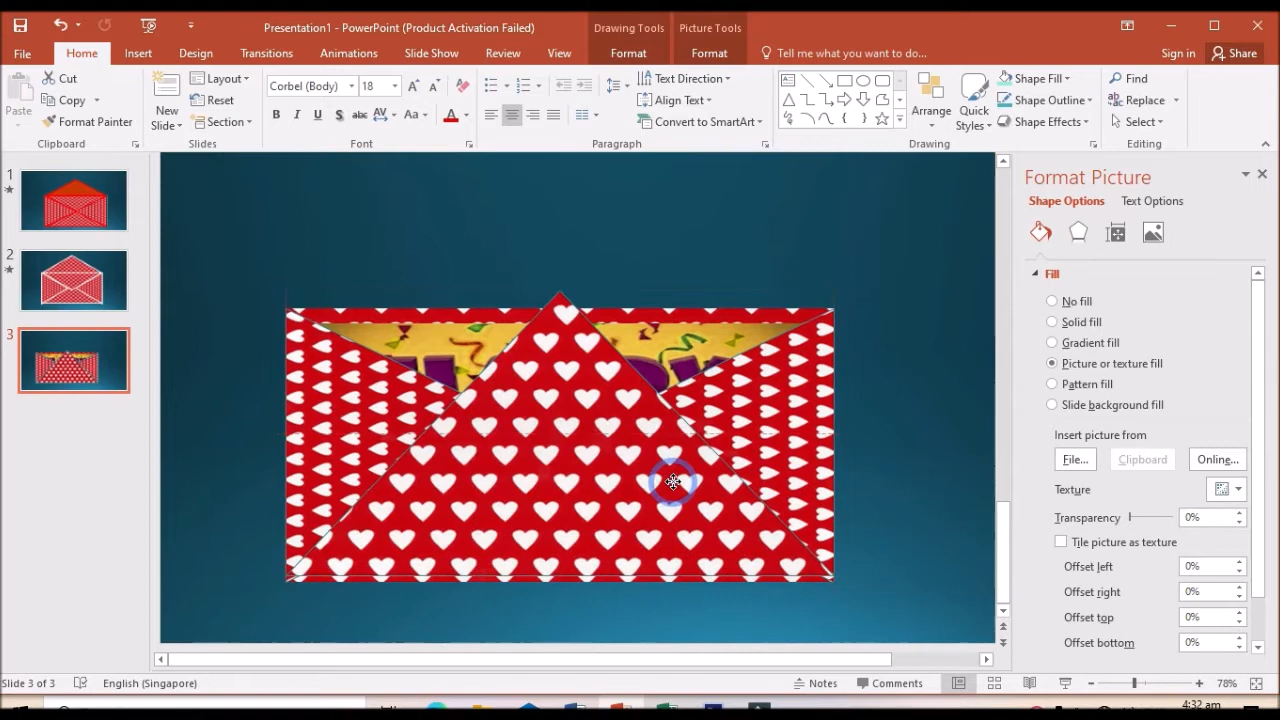 Presentation1 - PowerPoint (Product Activation Failed)
Drawing Tools
Picture Tools
File
Home
Insert
Design
Transitions
Animations
Slide Show
Review
View
Format
Format
Tell me what you want to do...
Sign in
Share
Paste
Cut
Copy
Format Painter
Clipboard
New
Slide
Layout
Reset
Section
Slides
Corbel (Body)
18
B I U S abc AV Aa A
Font
Text Direction
Align Text
Convert to SmartArt
Paragraph
Arrange
Quick
Styles
Shape Fill
Shape Outline
Shape Effects
Drawing
Find
Replace
Select
Editing
1
2
3
Format Picture
Shape Options
Text Options
Fill
No fill
Solid fill
Gradient fill
Picture or texture fill
Pattern fill
Slide background fill
Insert picture from
File...
Clipboard
Online...
Texture
Transparency
0%
Tile picture as texture
Offset left
0%
Offset right
0%
Offset top
0%
Offset bottom
0%
Slide 3 of 3
English (Singapore)
Notes
Comments
78%
4:32 am